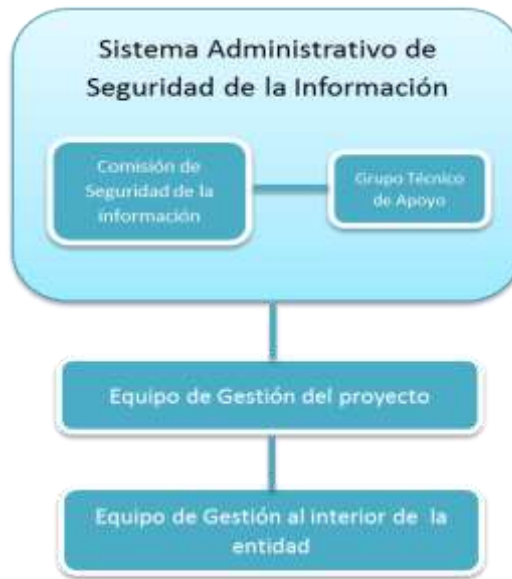 Sistema Administrativo de
Seguridad de la Información
Comisión de
Seguridad de la
información
Grupo Técnico
de Apoyo
Equipo de Gestión del proyecto
Equipo de Gestión al interior de la
entidad